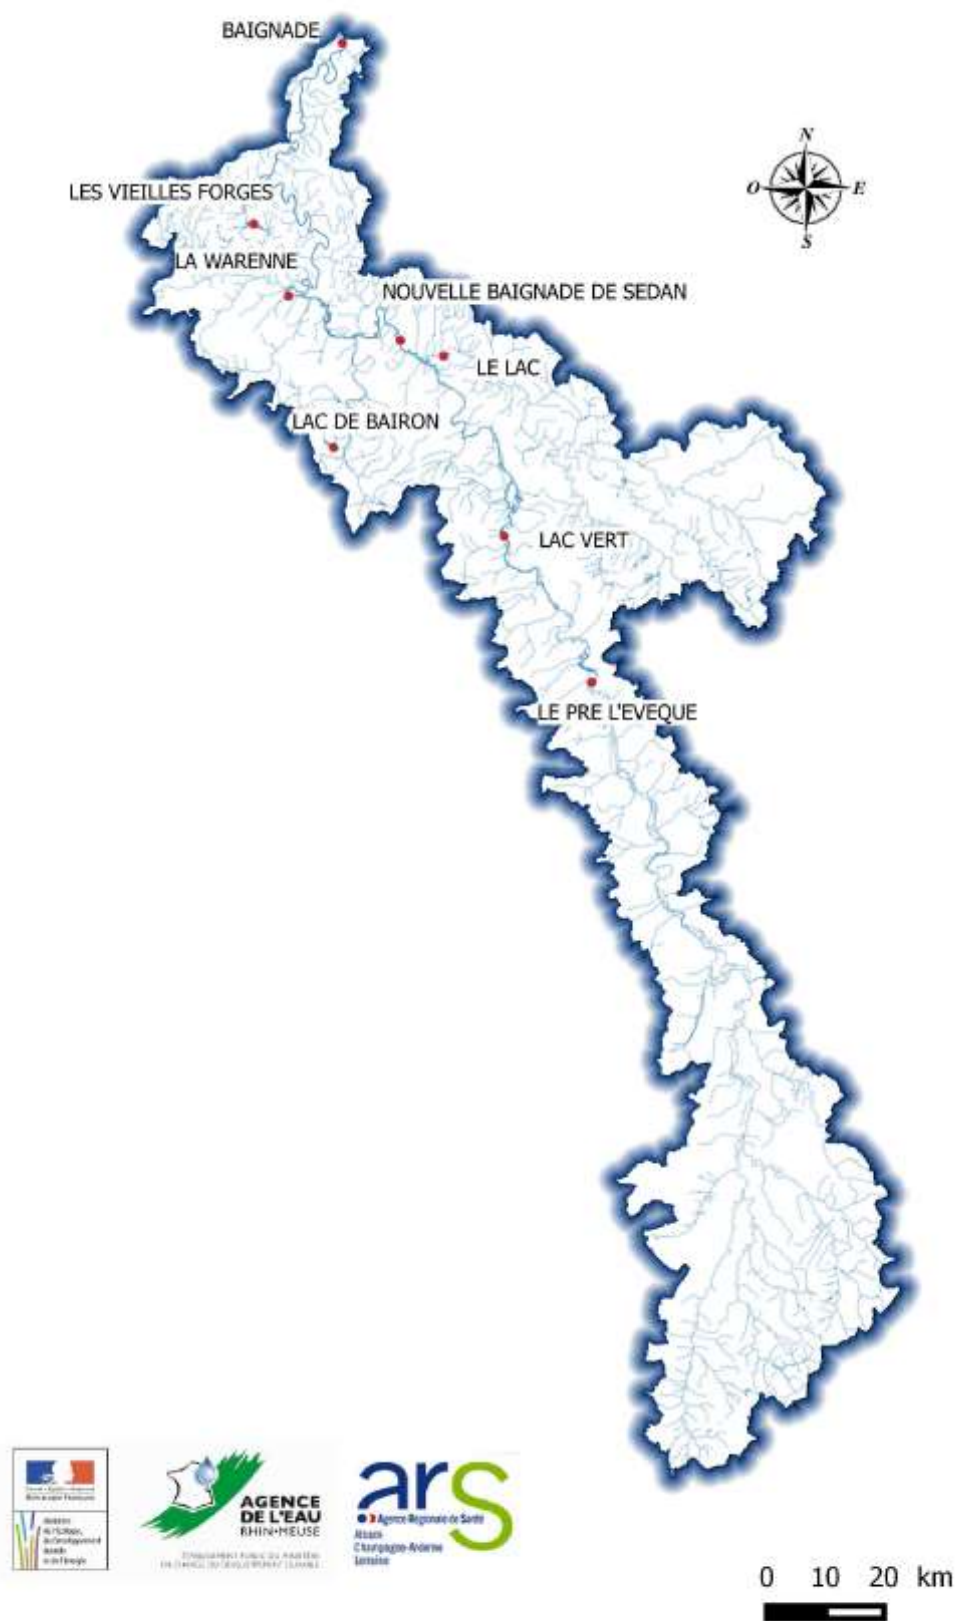 BAIGNADE
N
O
E
S
LES VIEILLES FORGES
LA WARENNE
NOUVELLE BAIGNADE DE SEDAN
LE LAC
LAC DE BAIRON
LAC VERT
LE PRE L'EVEQUE
AGENCE
DE L'EAU
RHIN•MEUSE
ars
Agence Régionale de Santé
Alsace
Champagne-Ardenne
Lorraine
0 10 20 km